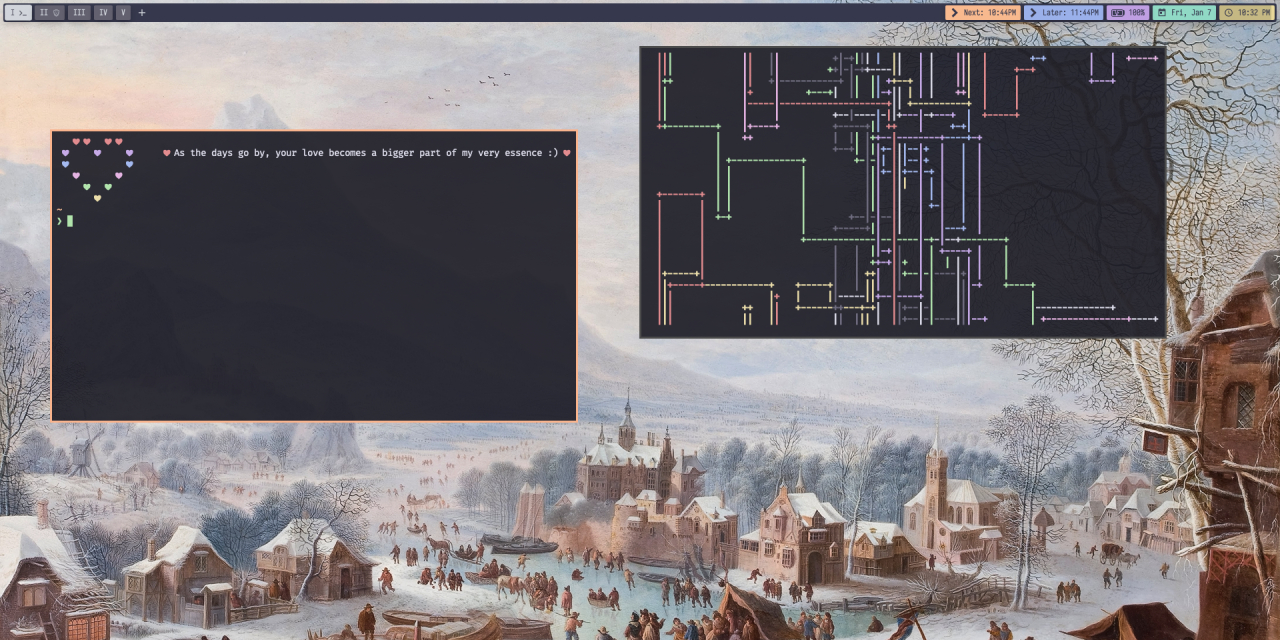 I II III IV V + Next: 10:44PM Later: 11:44PM 100% Fri, Jan 7 10:32 PM
As the days go by, your love becomes a bigger part of my very essence :)
~
❯